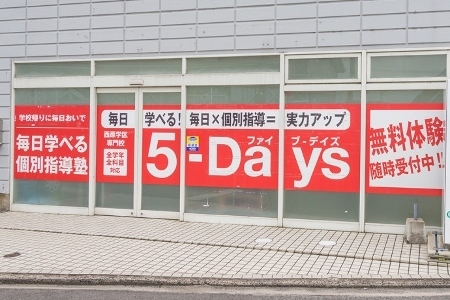 ！学校帰りに毎日おいで
毎日学べる
個別指導塾
毎日 学べる！毎日×個別指導＝実力アップ
西原学区
専門校
全学年
全科目
対応
5-Days
ファイブ-デイズ
無料体験
随時受付中!!